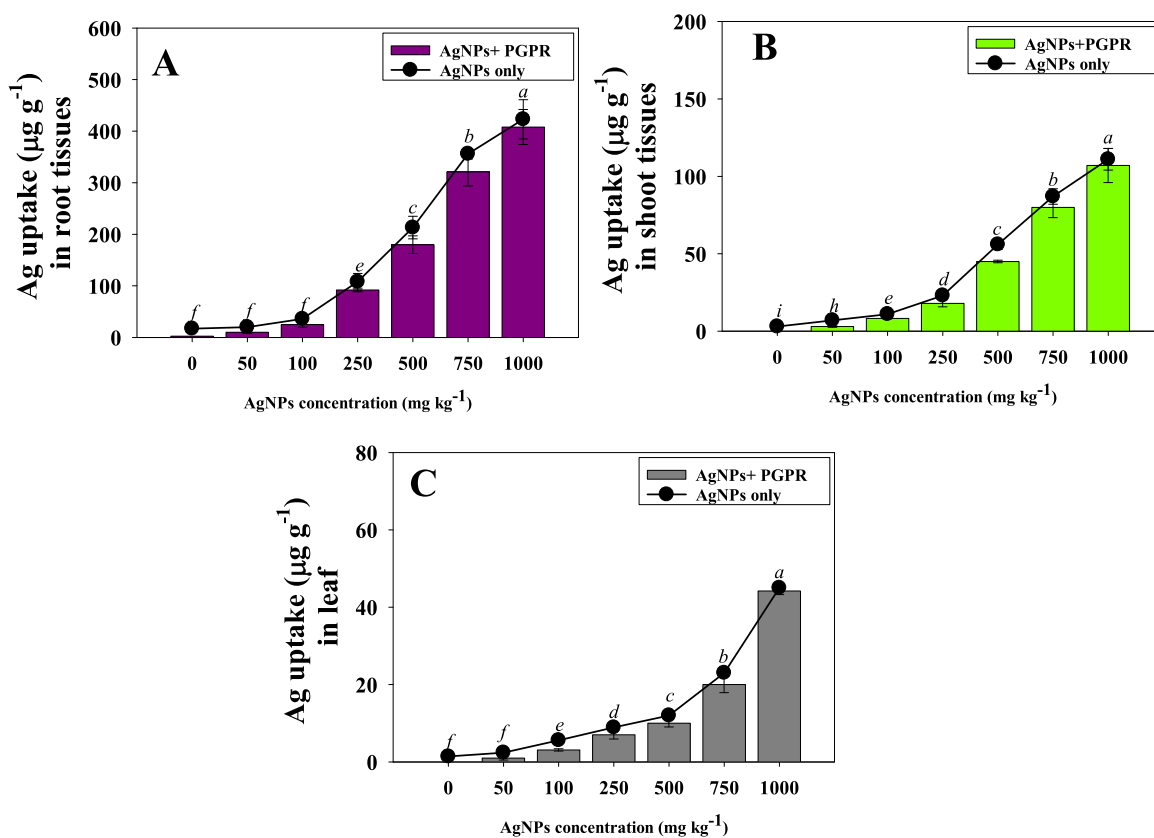 A
AgNPs+ PGPR
AgNPs only
Ag uptake (µg g⁻¹)
in root tissues
600
500
400
300
200
100
0
f
f
f
e
c
b
a
0 50 100 250 500 750 1000
AgNPs concentration (mg kg⁻¹)
B
AgNPs+PGPR
AgNPs only
Ag uptake (µg g⁻¹)
in shoot tissues
200
150
100
50
0
i
h
e
d
c
b
a
0 50 100 250 500 750 1000
AgNPs concentration (mg kg⁻¹)
C
AgNPs+ PGPR
AgNPs only
Ag uptake (µg g⁻¹)
in leaf
80
60
40
20
0
f
f
e
d
c
b
a
0 50 100 250 500 750 1000
AgNPs concentration (mg kg⁻¹)